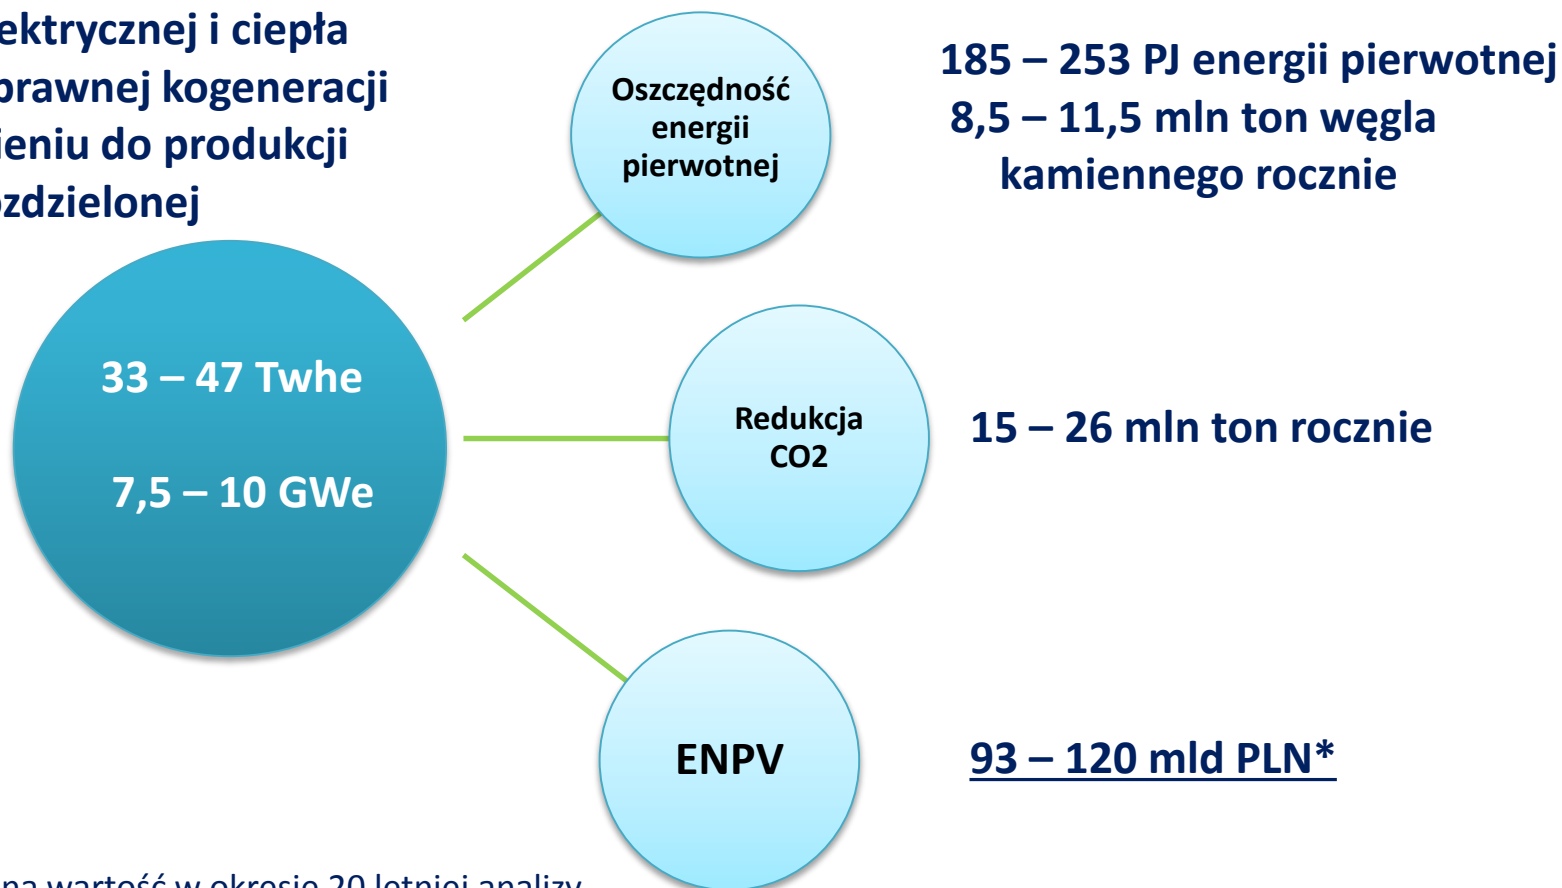 ektrycznej i ciepła
prawnej kogeneracji
ieniu do produkcji
ozdzielonej
33 – 47 Twhe
7,5 – 10 GWe
Oszczędność
energii
pierwotnej
185 – 253 PJ energii pierwotnej
8,5 – 11,5 mln ton węgla
kamiennego rocznie
Redukcja
CO2
15 – 26 mln ton rocznie
ENPV
93 – 120 mld PLN*
na wartość w okresie 20 letniej analizy